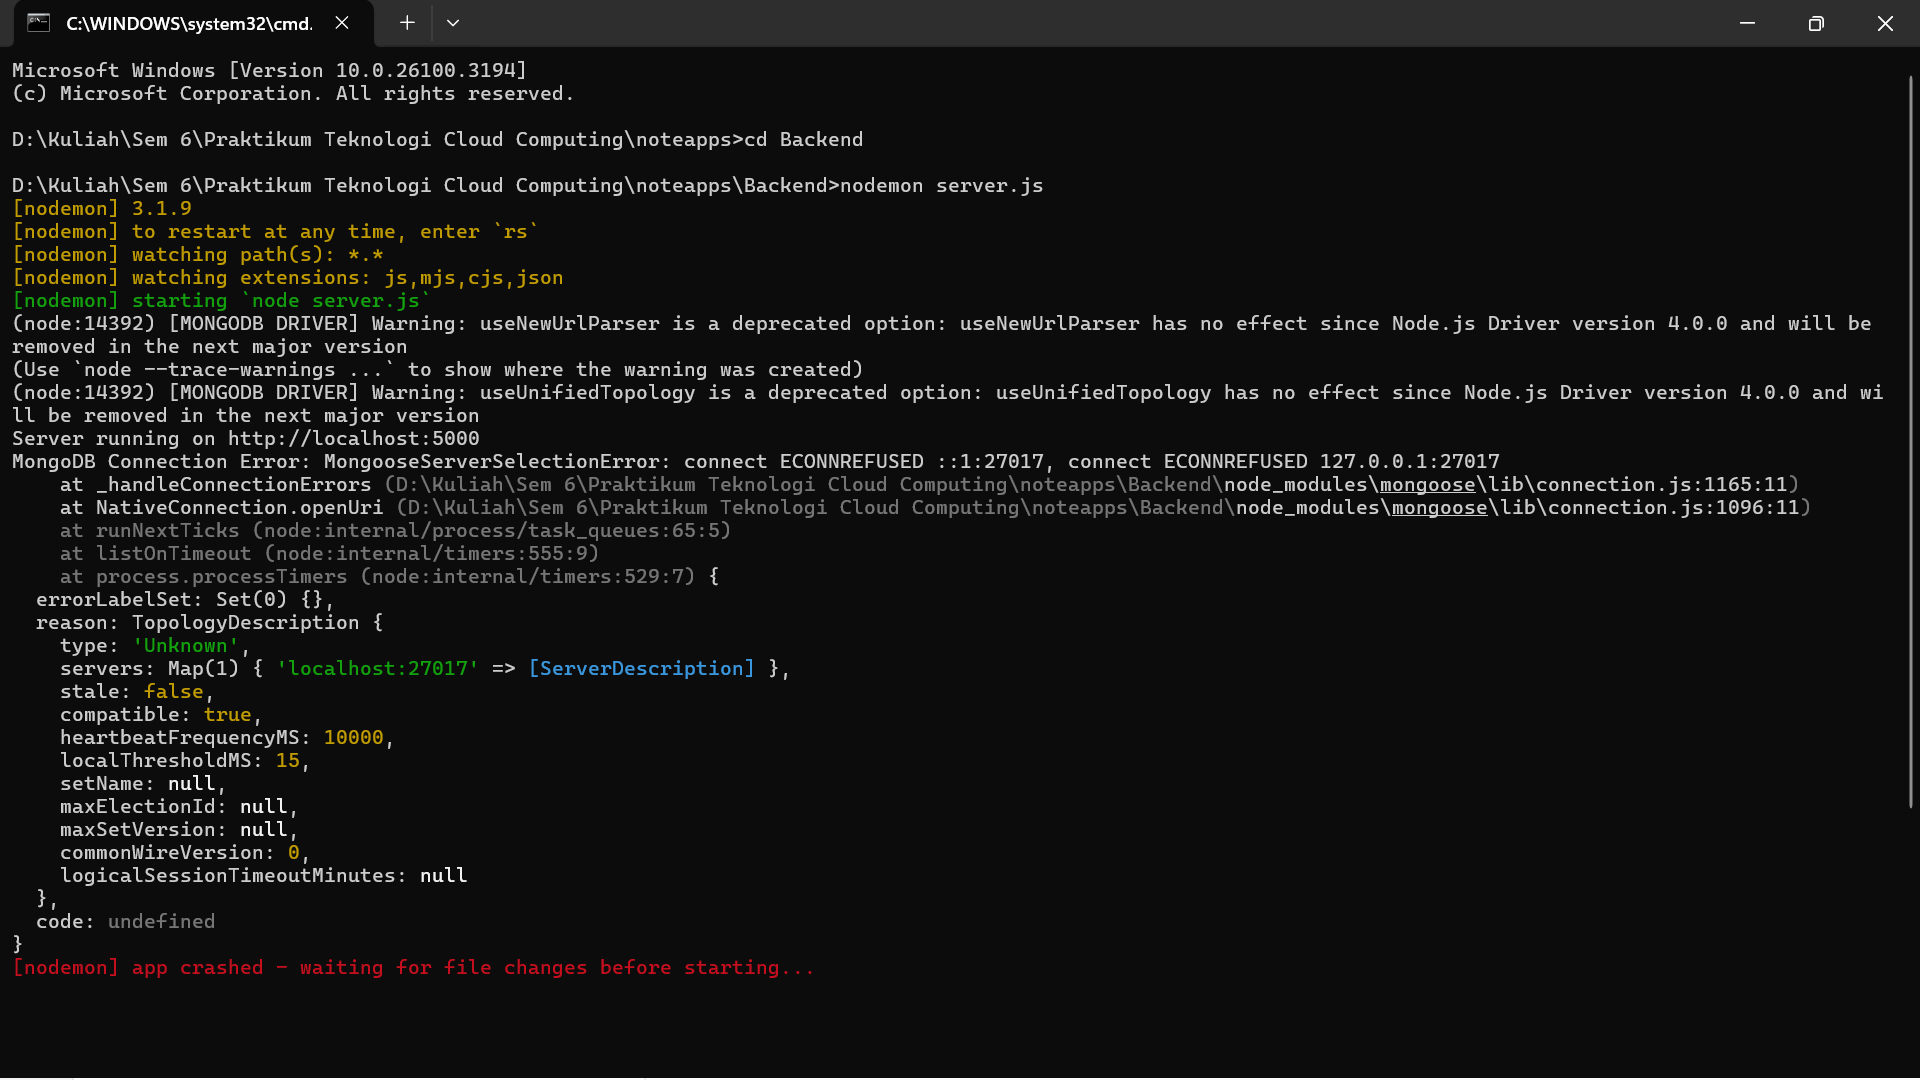 C:\WINDOWS\system32\cmd.
Microsoft Windows [Version 10.0.26100.3194]
(c) Microsoft Corporation. All rights reserved.
D:\Kuliah\Sem 6\Praktikum Teknologi Cloud Computing\noteapps>cd Backend
D:\Kuliah\Sem 6\Praktikum Teknologi Cloud Computing\noteapps\Backend>nodemon server.js
[nodemon] 3.1.9
[nodemon] to restart at any time, enter `rs`
[nodemon] watching path(s): *.*
[nodemon] watching extensions: js,mjs,cjs,json
[nodemon] starting `node server.js`
(node:14392) [MONGODB DRIVER] Warning: useNewUrlParser is a deprecated option: useNewUrlParser has no effect since Node.js Driver version 4.0.0 and will be
removed in the next major version
(Use `node --trace-warnings ...` to show where the warning was created)
(node:14392) [MONGODB DRIVER] Warning: useUnifiedTopology is a deprecated option: useUnifiedTopology has no effect since Node.js Driver version 4.0.0 and wi
ll be removed in the next major version
Server running on http://localhost:5000
MongoDB Connection Error: MongooseServerSelectionError: connect ECONNREFUSED ::1:27017, connect ECONNREFUSED 127.0.0.1:27017
    at _handleConnectionErrors (D:\Kuliah\Sem 6\Praktikum Teknologi Cloud Computing\noteapps\Backend\node_modules\mongoose\lib\connection.js:1165:11)
    at NativeConnection.openUri (D:\Kuliah\Sem 6\Praktikum Teknologi Cloud Computing\noteapps\Backend\node_modules\mongoose\lib\connection.js:1096:11)
    at runNextTicks (node:internal/process/task_queues:65:5)
    at listOnTimeout (node:internal/timers:555:9)
    at process.processTimers (node:internal/timers:529:7) {
  errorLabelSet: Set(0) {},
  reason: TopologyDescription {
    type: 'Unknown',
    servers: Map(1) { 'localhost:27017' => [ServerDescription] },
    stale: false,
    compatible: true,
    heartbeatFrequencyMS: 10000,
    localThresholdMS: 15,
    setName: null,
    maxElectionId: null,
    maxSetVersion: null,
    commonWireVersion: 0,
    logicalSessionTimeoutMinutes: null
  },
  code: undefined
}
[nodemon] app crashed - waiting for file changes before starting...